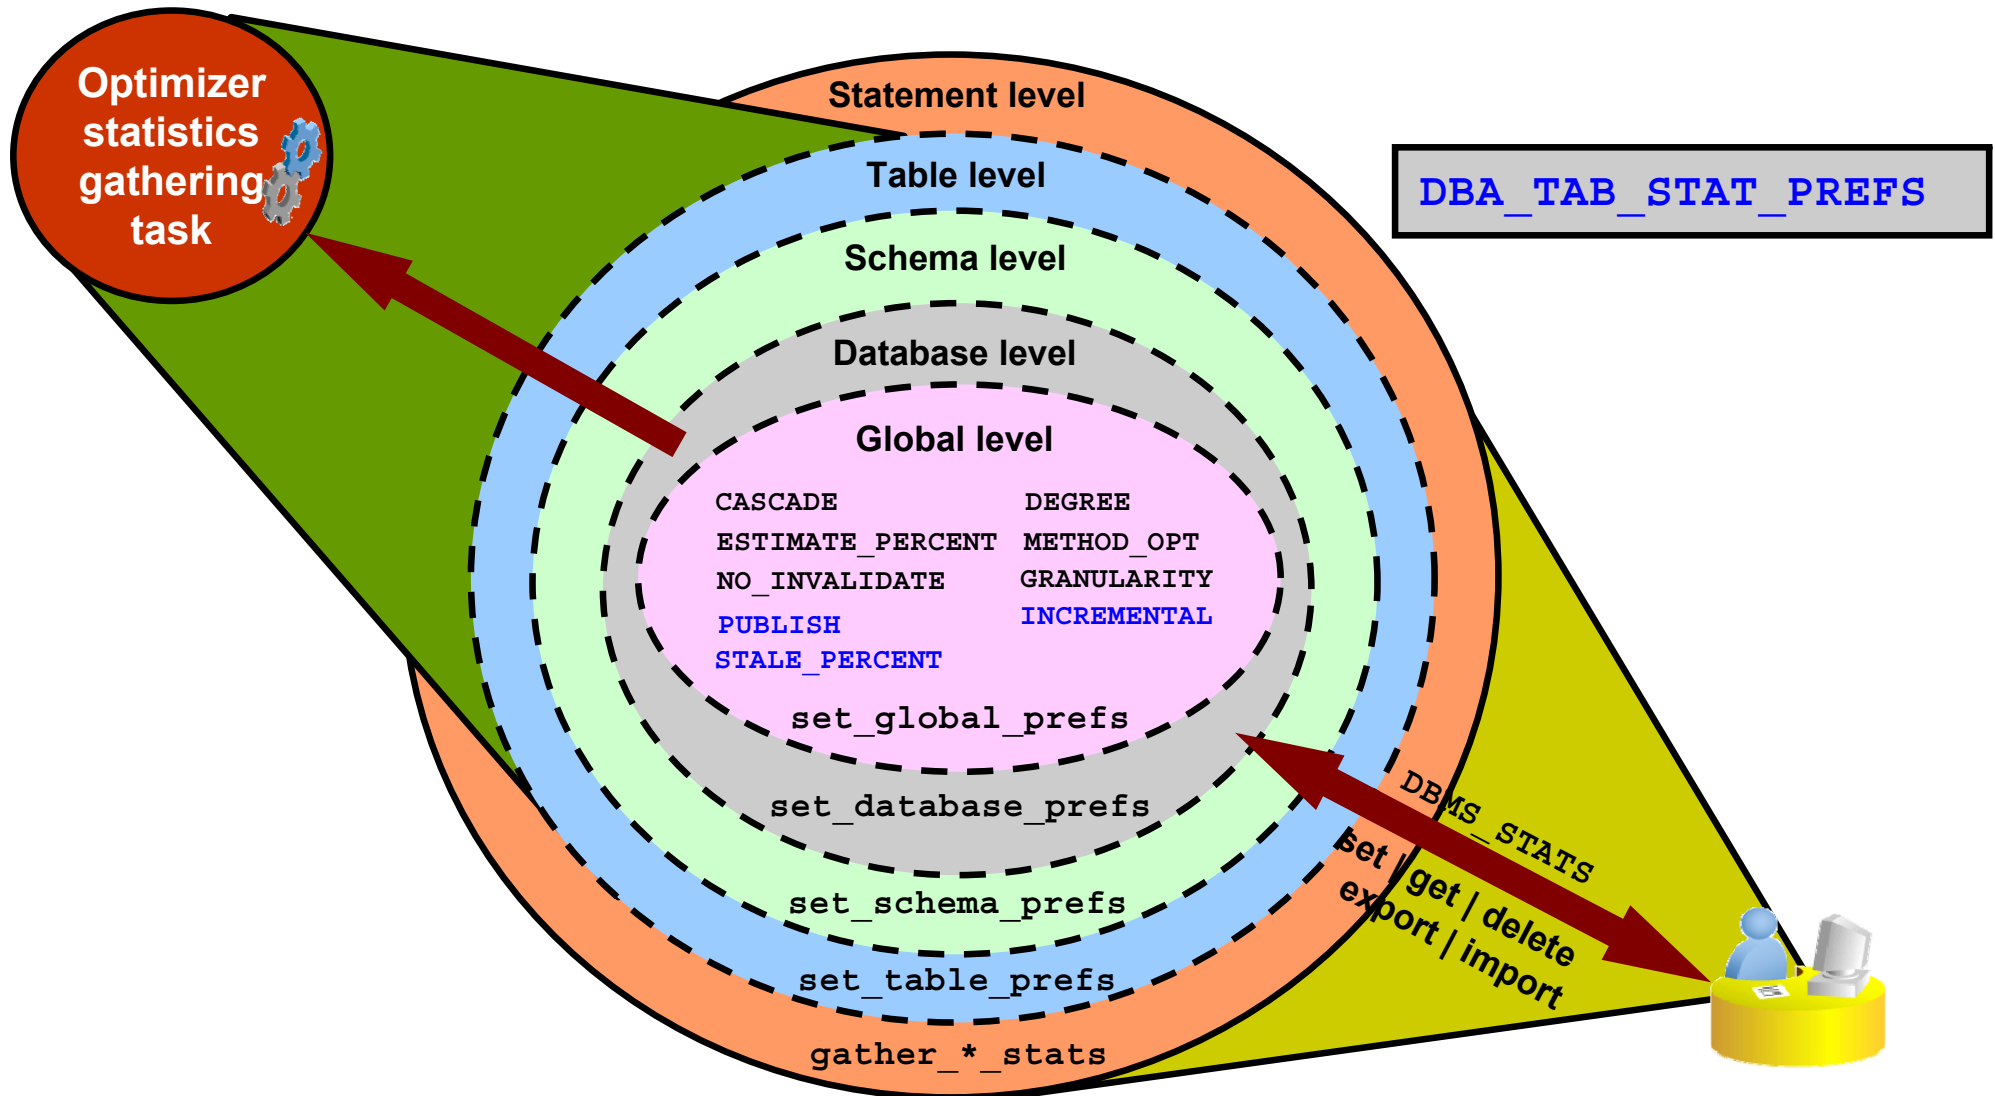 Optimizer
statistics
gathering
task
Statement level
Table level
Schema level
Database level
Global level
CASCADE DEGREE
ESTIMATE_PERCENT METHOD_OPT
NO_INVALIDATE GRANULARITY
PUBLISH INCREMENTAL
STALE_PERCENT
set_global_prefs
set_database_prefs
set_schema_prefs
set_table_prefs
gather_*_stats
DBA_TAB_STAT_PREFS
DBMS_STATS
set | get | delete
export | import